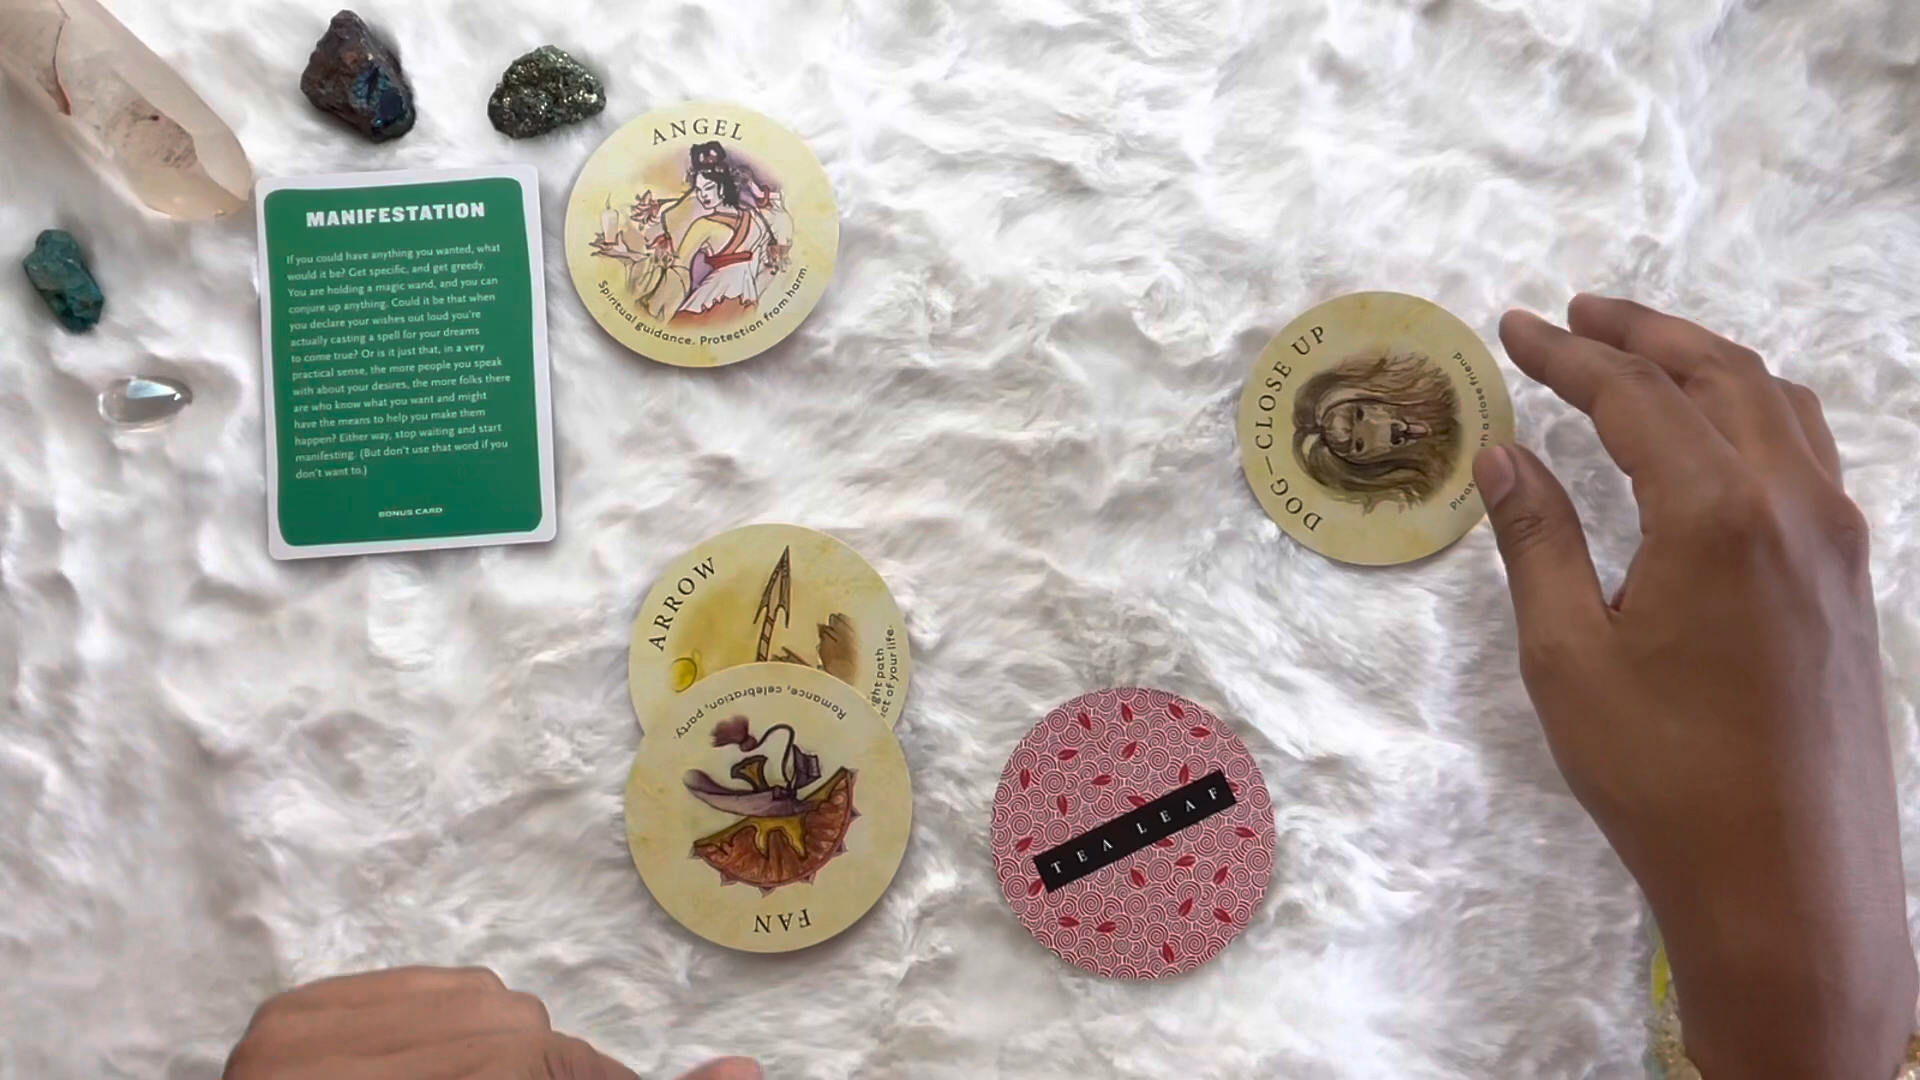 MANIFESTATION
If you could have anything you wanted, what
would it be? Get specific, and get greedy.
You are holding a magic wand, and you can
conjure up anything. Could it be that when
you declare your wishes out loud you're
actually casting a spell for your dreams
to come true? Or is it just that, in a very
practical sense, the more people you speak
with about your desires, the more folks there
are who know what you want and might
have the means to help you make them
happen? Either way, stop waiting and start
manifesting. (But don't use that word if you
don't want to.)
BONUS CARD
ANGEL
Spiritual guidance. Protection from harm.
DOG—CLOSE UP
a close friend
ARROW
path
of your life.
Romance, celebration, party.
FAN
TEA LEAF